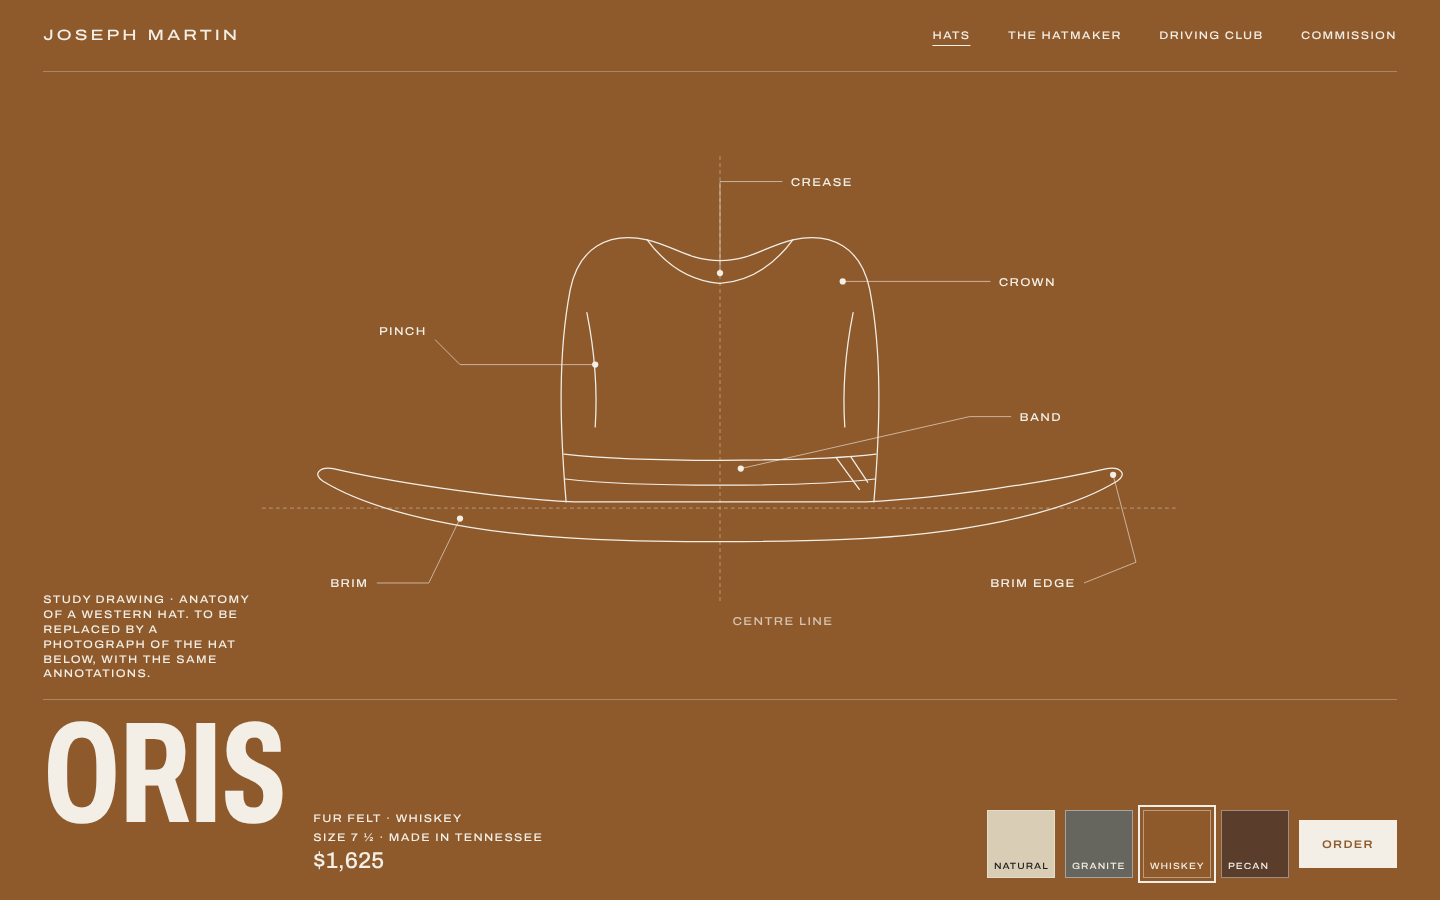 JOSEPH MARTIN
HATS
THE HATMAKER
DRIVING CLUB
COMMISSION
CREASE
CROWN
PINCH
BAND
BRIM
BRIM EDGE
CENTRE LINE
STUDY DRAWING · ANATOMY
OF A WESTERN HAT. TO BE
REPLACED BY A
PHOTOGRAPH OF THE HAT
BELOW, WITH THE SAME
ANNOTATIONS.
ORIS
FUR FELT · WHISKEY
SIZE 7 ½ · MADE IN TENNESSEE
$1,625
NATURAL
GRANITE
WHISKEY
PECAN
ORDER